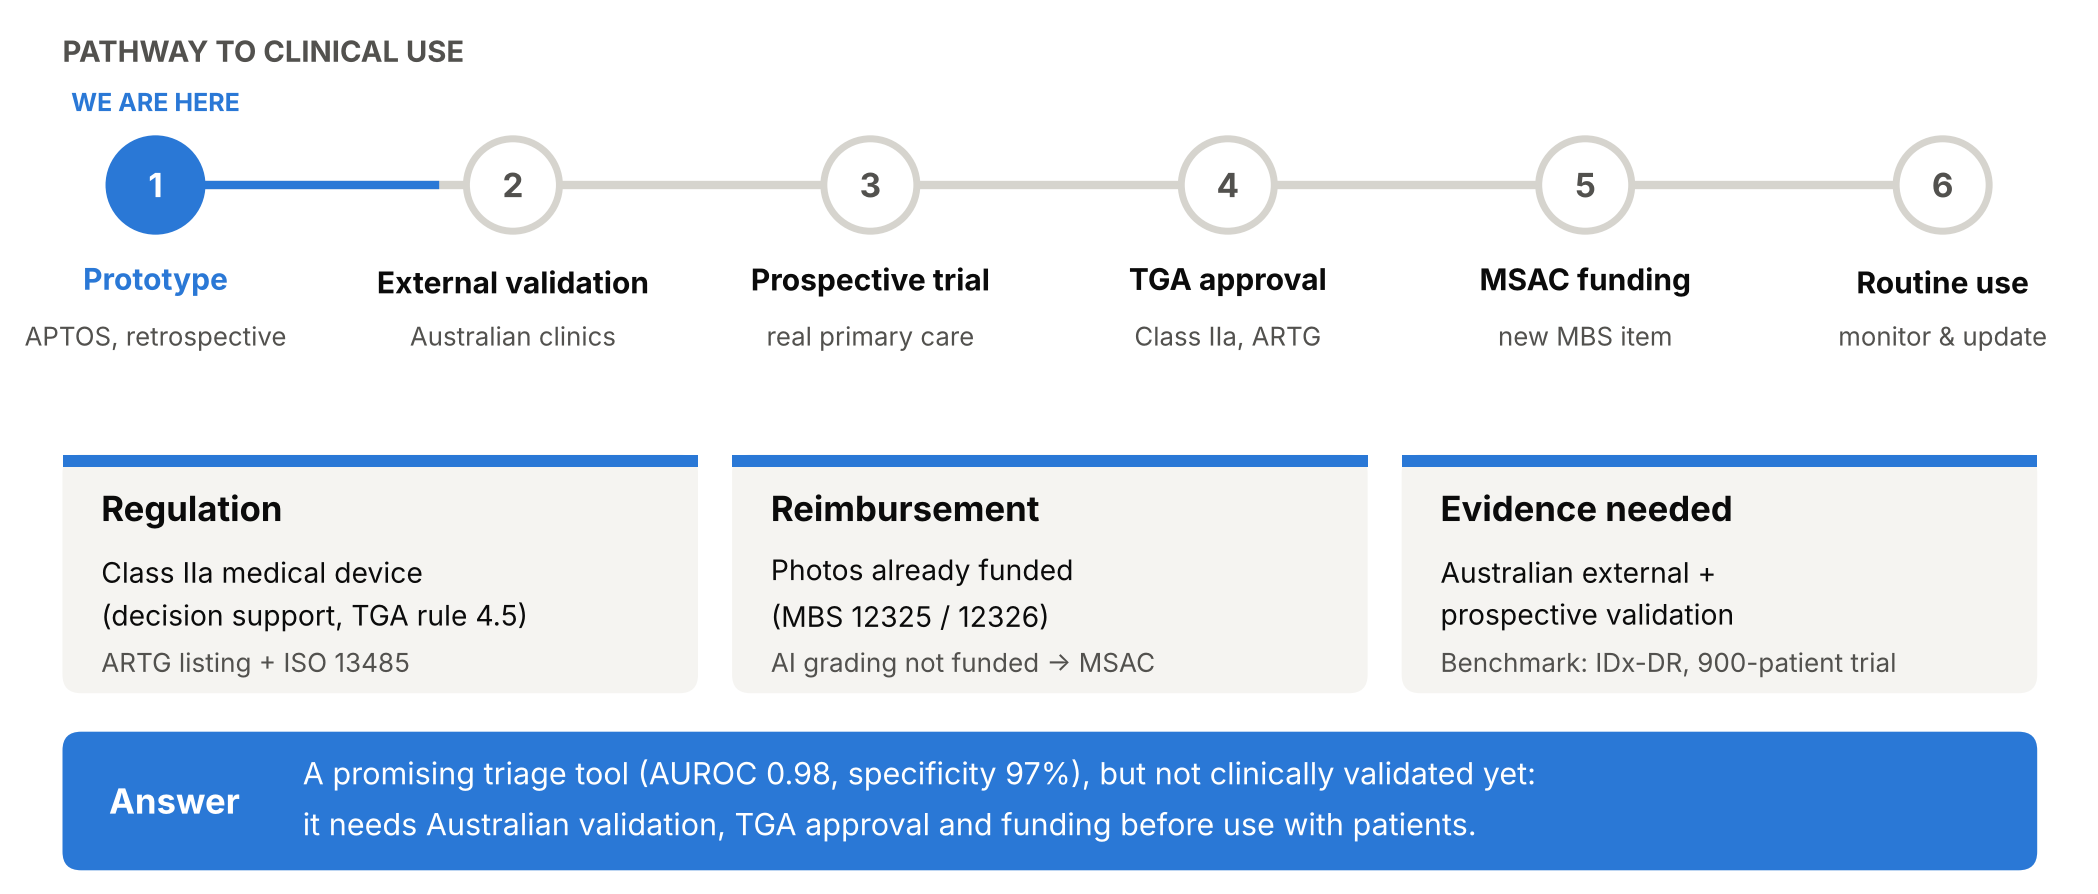 PATHWAY TO CLINICAL USE
WE ARE HERE
1
2
3
4
5
6
Prototype
External validation
Prospective trial
TGA approval
MSAC funding
Routine use
APTOS, retrospective
Australian clinics
real primary care
Class IIa, ARTG
new MBS item
monitor & update
Regulation
Class IIa medical device
(decision support, TGA rule 4.5)
ARTG listing + ISO 13485
Reimbursement
Photos already funded
(MBS 12325 / 12326)
AI grading not funded → MSAC
Evidence needed
Australian external +
prospective validation
Benchmark: IDx-DR, 900-patient trial
Answer
A promising triage tool (AUROC 0.98, specificity 97%), but not clinically validated yet:
it needs Australian validation, TGA approval and funding before use with patients.